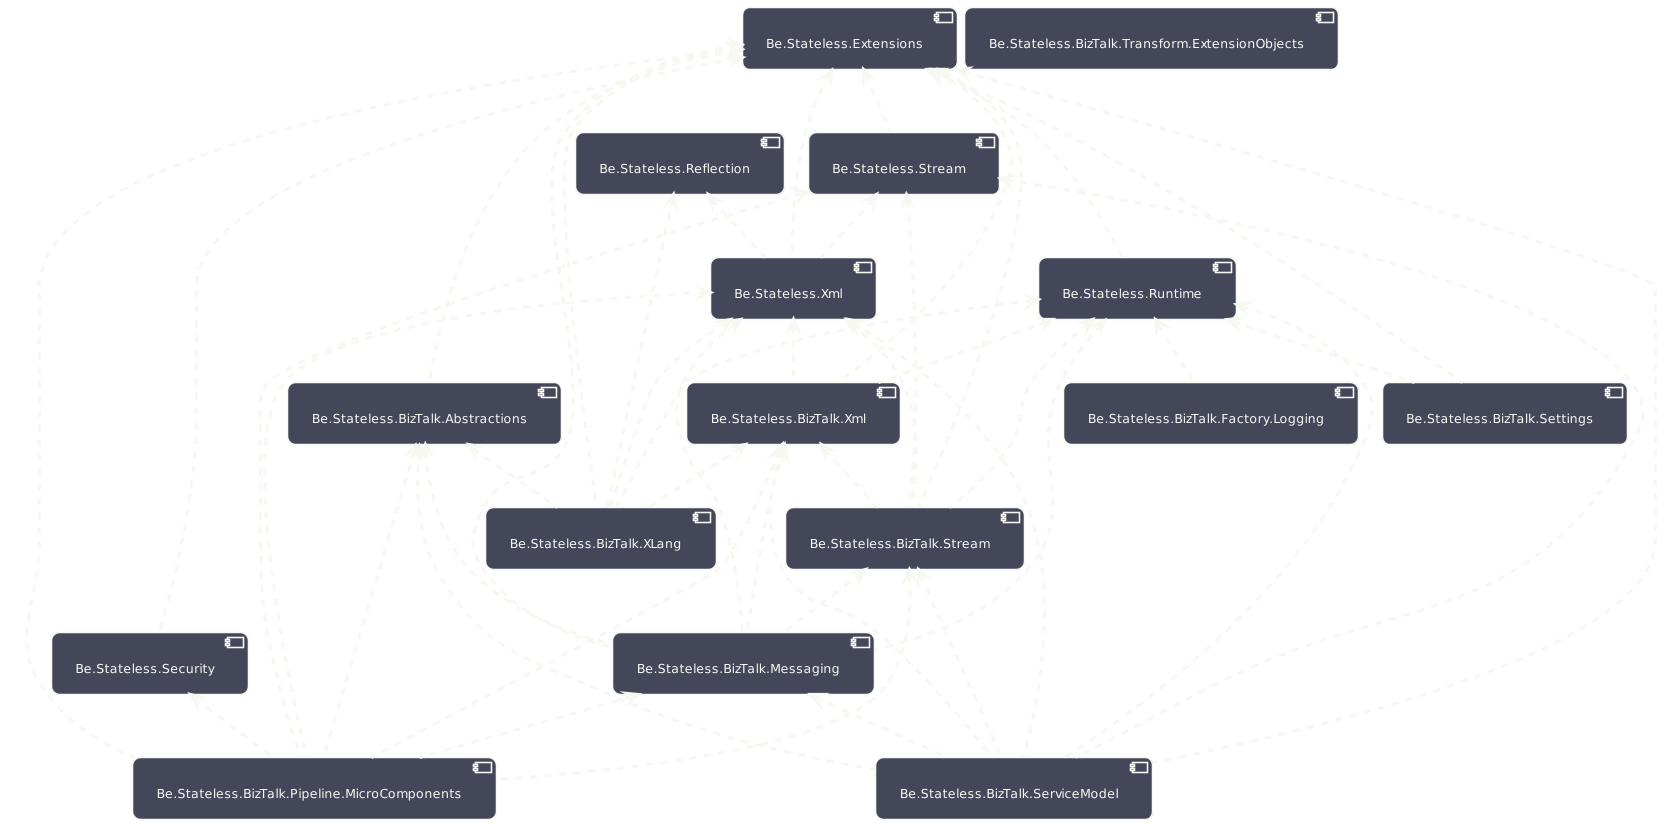 Be.Stateless.Extensions
Be.Stateless.BizTalk.Transform.ExtensionObjects
Be.Stateless.Reflection
Be.Stateless.Stream
Be.Stateless.Xml
Be.Stateless.Runtime
Be.Stateless.BizTalk.Abstractions
Be.Stateless.BizTalk.Xml
Be.Stateless.BizTalk.Factory.Logging
Be.Stateless.BizTalk.Settings
Be.Stateless.BizTalk.XLang
Be.Stateless.BizTalk.Stream
Be.Stateless.Security
Be.Stateless.BizTalk.Messaging
Be.Stateless.BizTalk.Pipeline.MicroComponents
Be.Stateless.BizTalk.ServiceModel